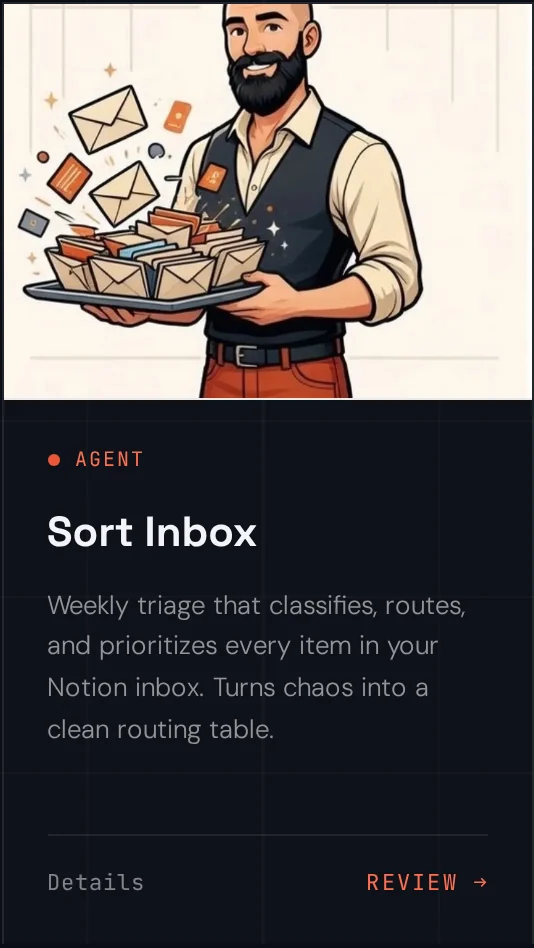 AGENT
Sort Inbox
Weekly triage that classifies, routes,
and prioritizes every item in your
Notion inbox. Turns chaos into a
clean routing table.
Details
REVIEW →